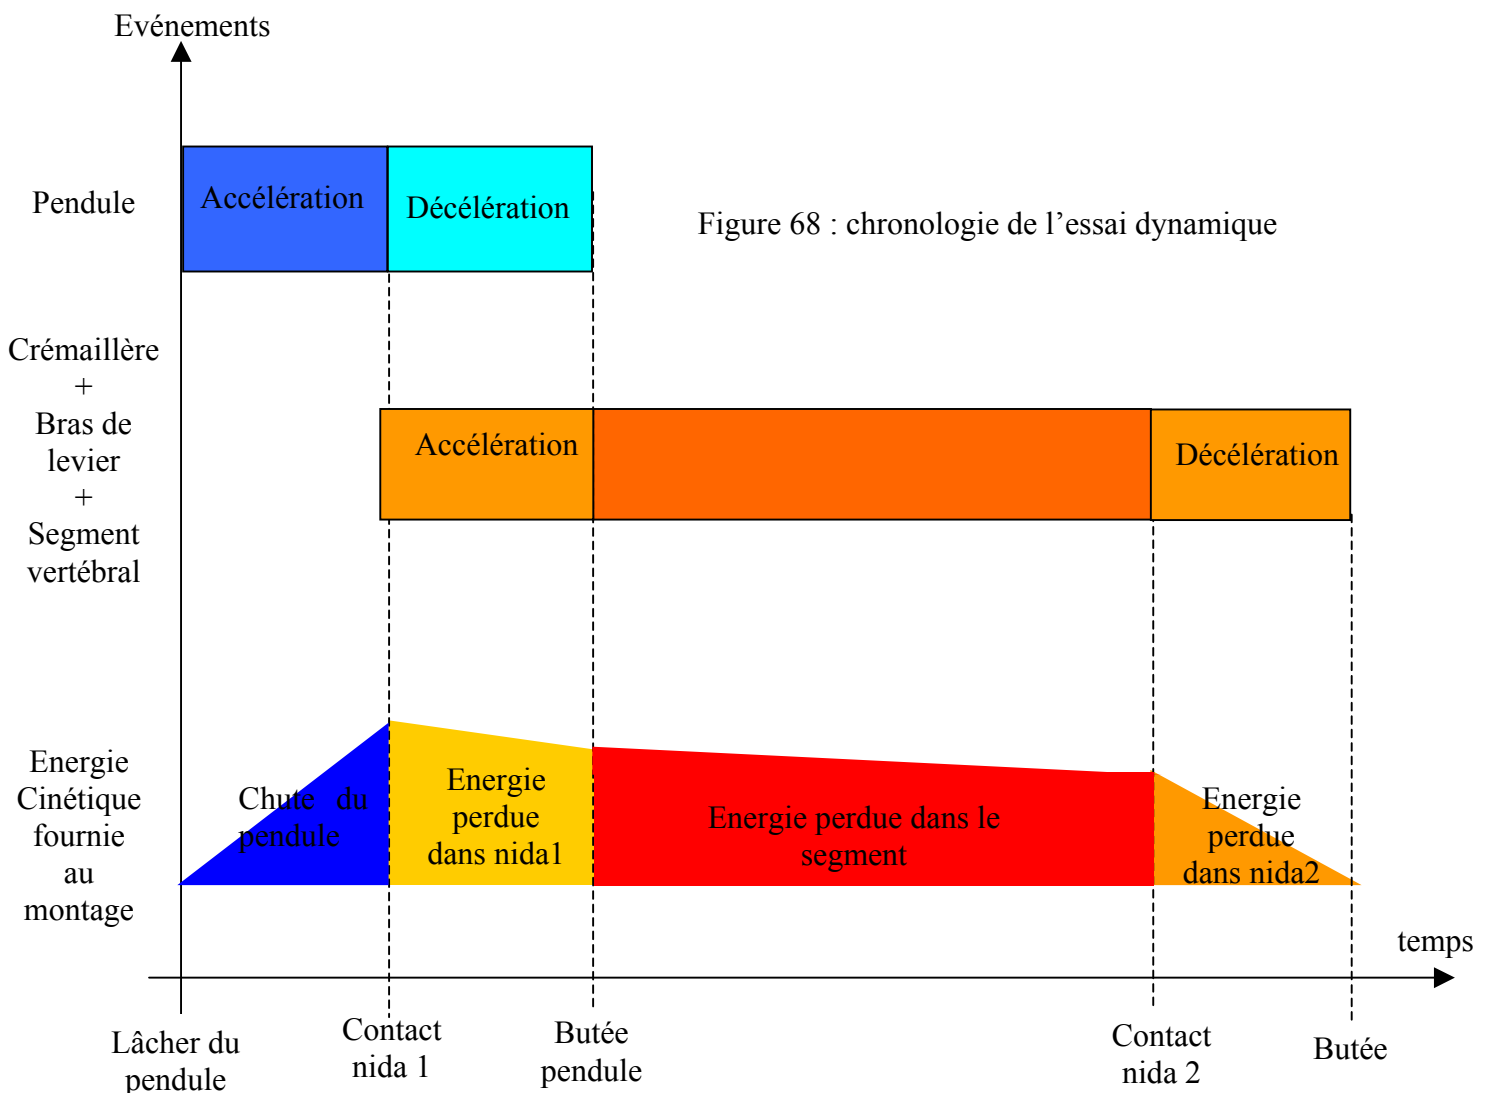 Evénements
Pendule
Accélération
Décélération
Figure 68 : chronologie de l'essai dynamique
Crémaillère
+
Bras de
levier
+
Segment
vertébral
Accélération
Décélération
Energie
Cinétique
fournie
au
montage
Chute du
pendule
Energie
perdue
dans nida1
Energie perdue dans le
segment
Energie
perdue
dans nida2
temps
Lâcher du
pendule
Contact
nida 1
Butée
pendule
Contact
nida 2
Butée